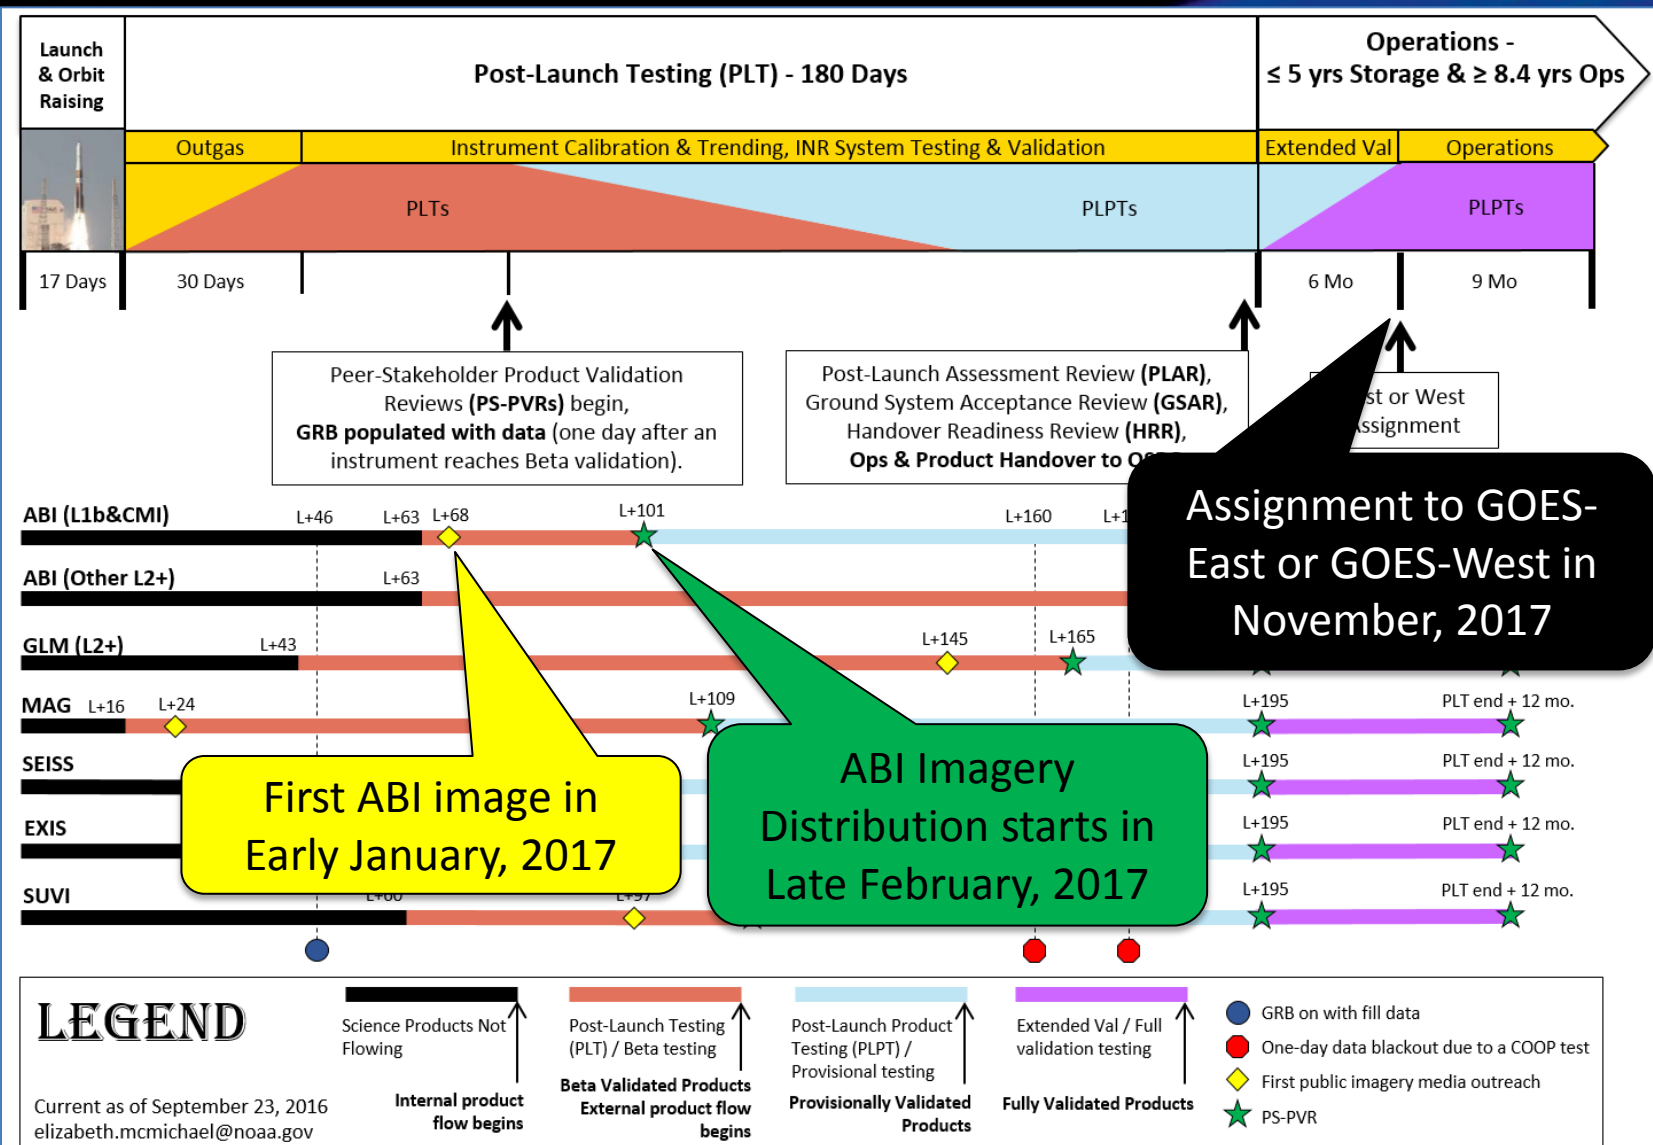 Launch
& Orbit
Raising
Post-Launch Testing (PLT) - 180 Days
Operations -
≤ 5 yrs Storage & ≥ 8.4 yrs Ops
Outgas
Instrument Calibration & Trending, INR System Testing & Validation
Extended Val
Operations
PLTs
PLPTs
PLPTs
17 Days
30 Days
6 Mo
9 Mo
Peer-Stakeholder Product Validation
Reviews (PS-PVRs) begin,
GRB populated with data (one day after an
instrument reaches Beta validation).
Post-Launch Assessment Review (PLAR),
Ground System Acceptance Review (GSAR),
Handover Readiness Review (HRR),
Ops & Product Handover to
or West
Assignment
Assignment to GOES-
East or GOES-West in
November, 2017
ABI (L1b&CMI)
L+46
L+63
L+68
L+101
L+160
ABI (Other L2+)
L+63
GLM (L2+)
L+43
L+145
L+165
MAG
L+16
L+24
L+109
L+195
PLT end + 12 mo.
SEISS
L+195
PLT end + 12 mo.
EXIS
L+195
PLT end + 12 mo.
SUVI
L+60
L+97
L+195
PLT end + 12 mo.
First ABI image in
Early January, 2017
ABI Imagery
Distribution starts in
Late February, 2017
LEGEND
Current as of September 23, 2016
elizabeth.mcmichael@noaa.gov
Science Products Not
Flowing
Internal product
flow begins
Post-Launch Testing
(PLT) / Beta testing
Beta Validated Products
External product flow
begins
Post-Launch Product
Testing (PLPT) /
Provisional testing
Provisionally Validated
Products
Extended Val / Full
validation testing
Fully Validated Products
GRB on with fill data
One-day data blackout due to a COOP test
First public imagery media outreach
PS-PVR